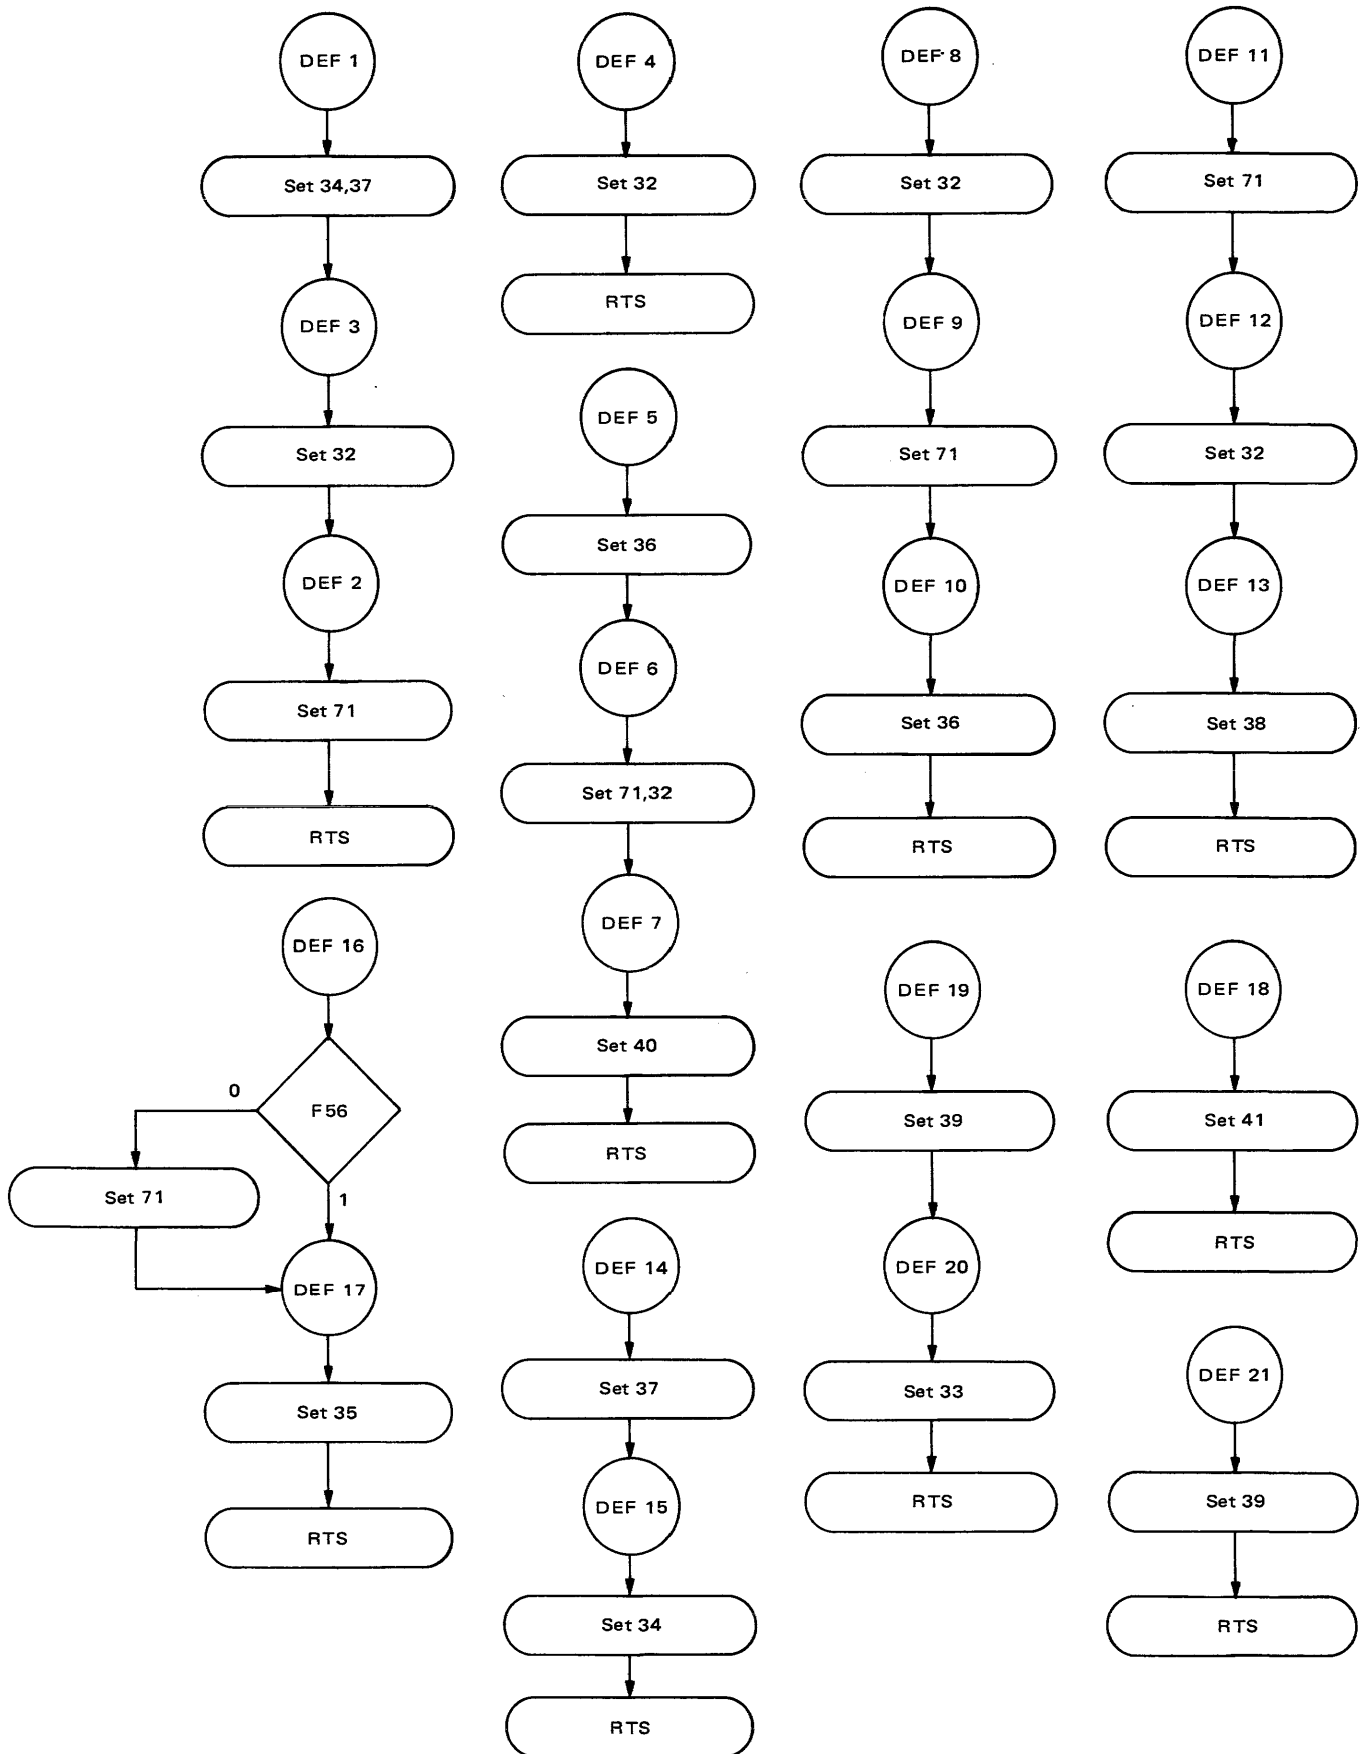 DEF 1
Set 34,37
DEF 3
Set 32
DEF 2
Set 71
RTS
DEF 16
F56
0
1
Set 71
DEF 17
Set 35
RTS
DEF 4
Set 32
RTS
DEF 5
Set 36
DEF 6
Set 71,32
DEF 7
Set 40
RTS
DEF 14
Set 37
DEF 15
Set 34
RTS
DEF 8
Set 32
DEF 9
Set 71
DEF 10
Set 36
RTS
DEF 19
Set 39
DEF 20
Set 33
RTS
DEF 11
Set 71
DEF 12
Set 32
DEF 13
Set 38
RTS
DEF 18
Set 41
RTS
DEF 21
Set 39
RTS